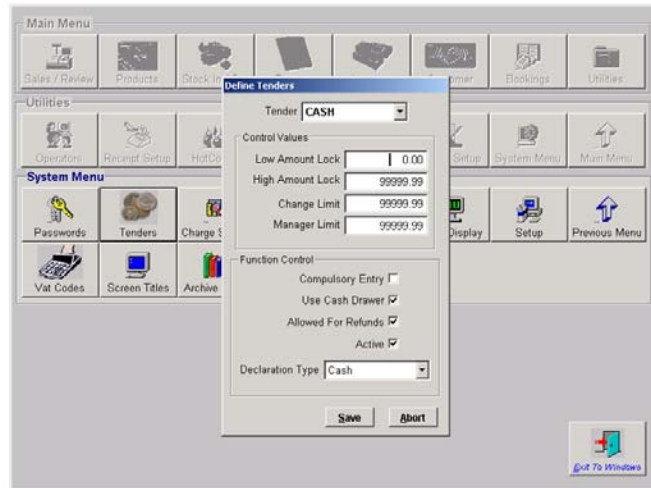 Main Menu
Sales / Review
Products
Stock
Bookings
Utilities
Define Tenders
Tender CASH
Control Values
Low Amount Lock 0.00
High Amount Lock 99999.99
Change Limit 99999.99
Manager Limit 99999.99
Function Control
Compulsory Entry
Use Cash Drawer
Allowed For Refunds
Active
Declaration Type Cash
Save Abort
Utilities
Operators
Receipt Setup
Setup
System Menu
Main Menu
System Menu
Passwords
Tenders
Charge
Display
Setup
Previous Menu
Vat Codes
Screen Titles
Archive
Exit To Windows